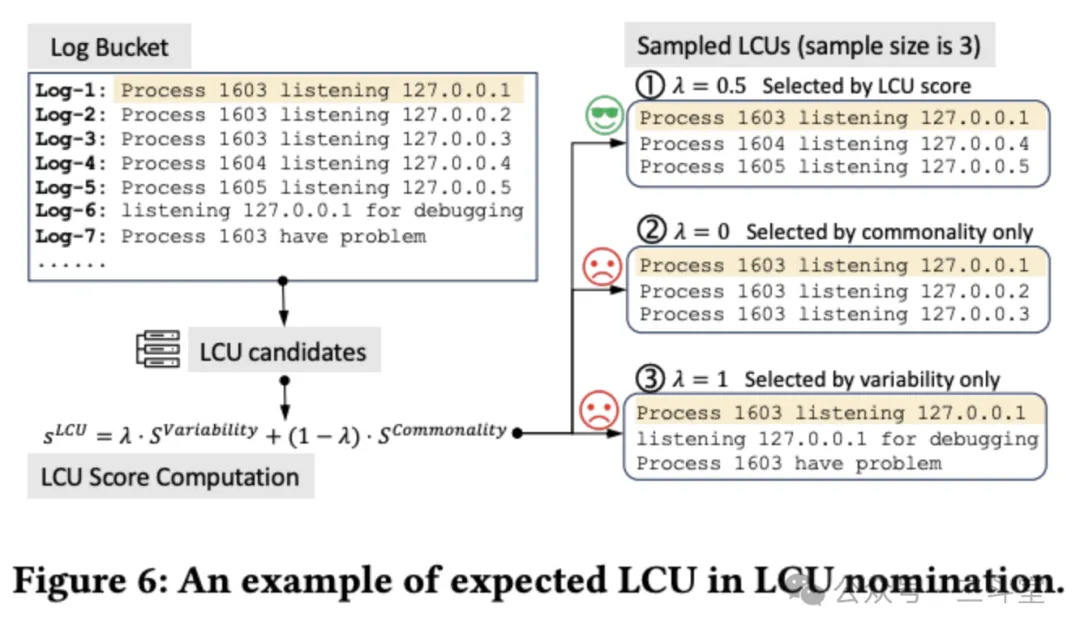 Log Bucket
Log-1: Process 1603 listening 127.0.0.1
Log-2: Process 1603 listening 127.0.0.2
Log-3: Process 1603 listening 127.0.0.3
Log-4: Process 1604 listening 127.0.0.4
Log-5: Process 1605 listening 127.0.0.5
Log-6: listening 127.0.0.1 for debugging
Log-7: Process 1603 have problem
......
LCU candidates
s^LCU = λ · S^Variability + (1 − λ) · S^Commonality
LCU Score Computation
Sampled LCUs (sample size is 3)
① λ = 0.5 Selected by LCU score
Process 1603 listening 127.0.0.1
Process 1604 listening 127.0.0.4
Process 1605 listening 127.0.0.5
② λ = 0 Selected by commonality only
Process 1603 listening 127.0.0.1
Process 1603 listening 127.0.0.2
Process 1603 listening 127.0.0.3
③ λ = 1 Selected by variability only
Process 1603 listening 127.0.0.1
listening 127.0.0.1 for debugging
Process 1603 have problem
Figure 6: An example of expected LCU in LCU nomination.
公众号 · 三斗室